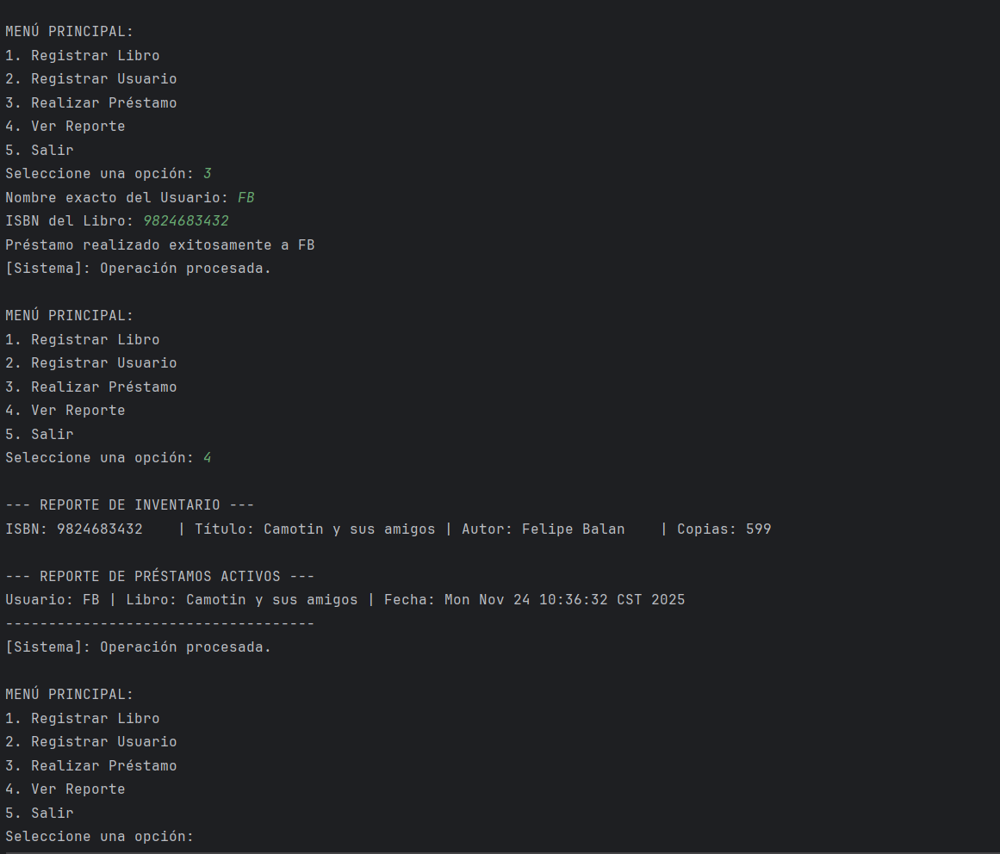 MENÚ PRINCIPAL:
1. Registrar Libro
2. Registrar Usuario
3. Realizar Préstamo
4. Ver Reporte
5. Salir
Seleccione una opción: 3
Nombre exacto del Usuario: FB
ISBN del Libro: 9824683432
Préstamo realizado exitosamente a FB
[Sistema]: Operación procesada.
MENÚ PRINCIPAL:
1. Registrar Libro
2. Registrar Usuario
3. Realizar Préstamo
4. Ver Reporte
5. Salir
Seleccione una opción: 4
--- REPORTE DE INVENTARIO ---
ISBN: 9824683432    | Título: Camotin y sus amigos | Autor: Felipe Balan    | Copias: 599
--- REPORTE DE PRÉSTAMOS ACTIVOS ---
Usuario: FB | Libro: Camotin y sus amigos | Fecha: Mon Nov 24 10:36:32 CST 2025
------------------------------------
[Sistema]: Operación procesada.
MENÚ PRINCIPAL:
1. Registrar Libro
2. Registrar Usuario
3. Realizar Préstamo
4. Ver Reporte
5. Salir
Seleccione una opción: